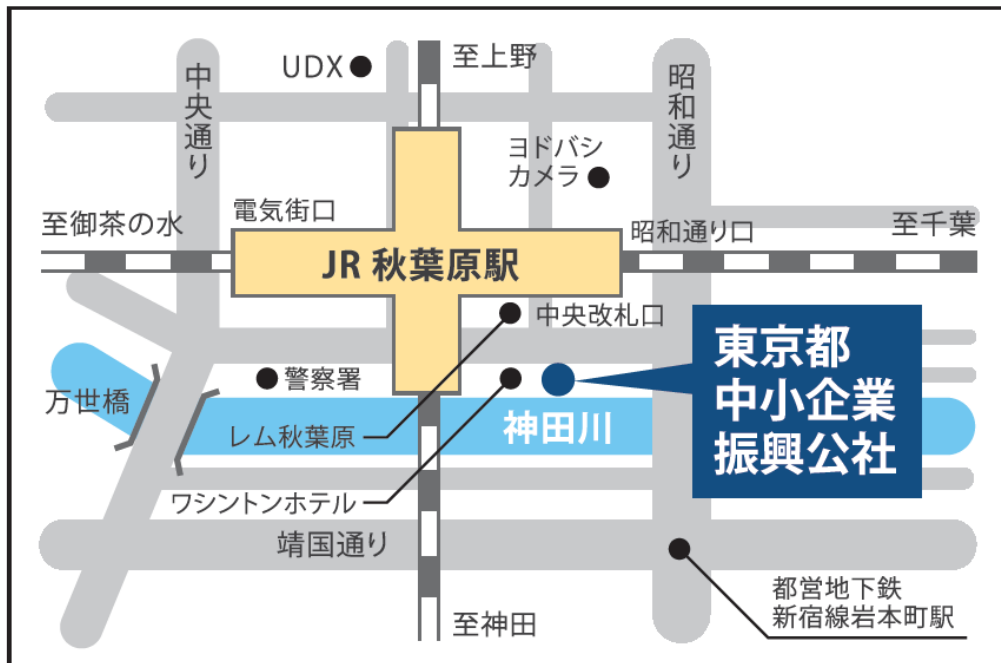 UDX
至上野
中央通り
昭和通り
ヨドバシ
カメラ
至御茶の水
電気街口
昭和通り口
至千葉
JR 秋葉原駅
中央改札口
東京都
中小企業
振興公社
警察署
万世橋
レム秋葉原
神田川
ワシントンホテル
靖国通り
都営地下鉄
新宿線岩本町駅
至神田